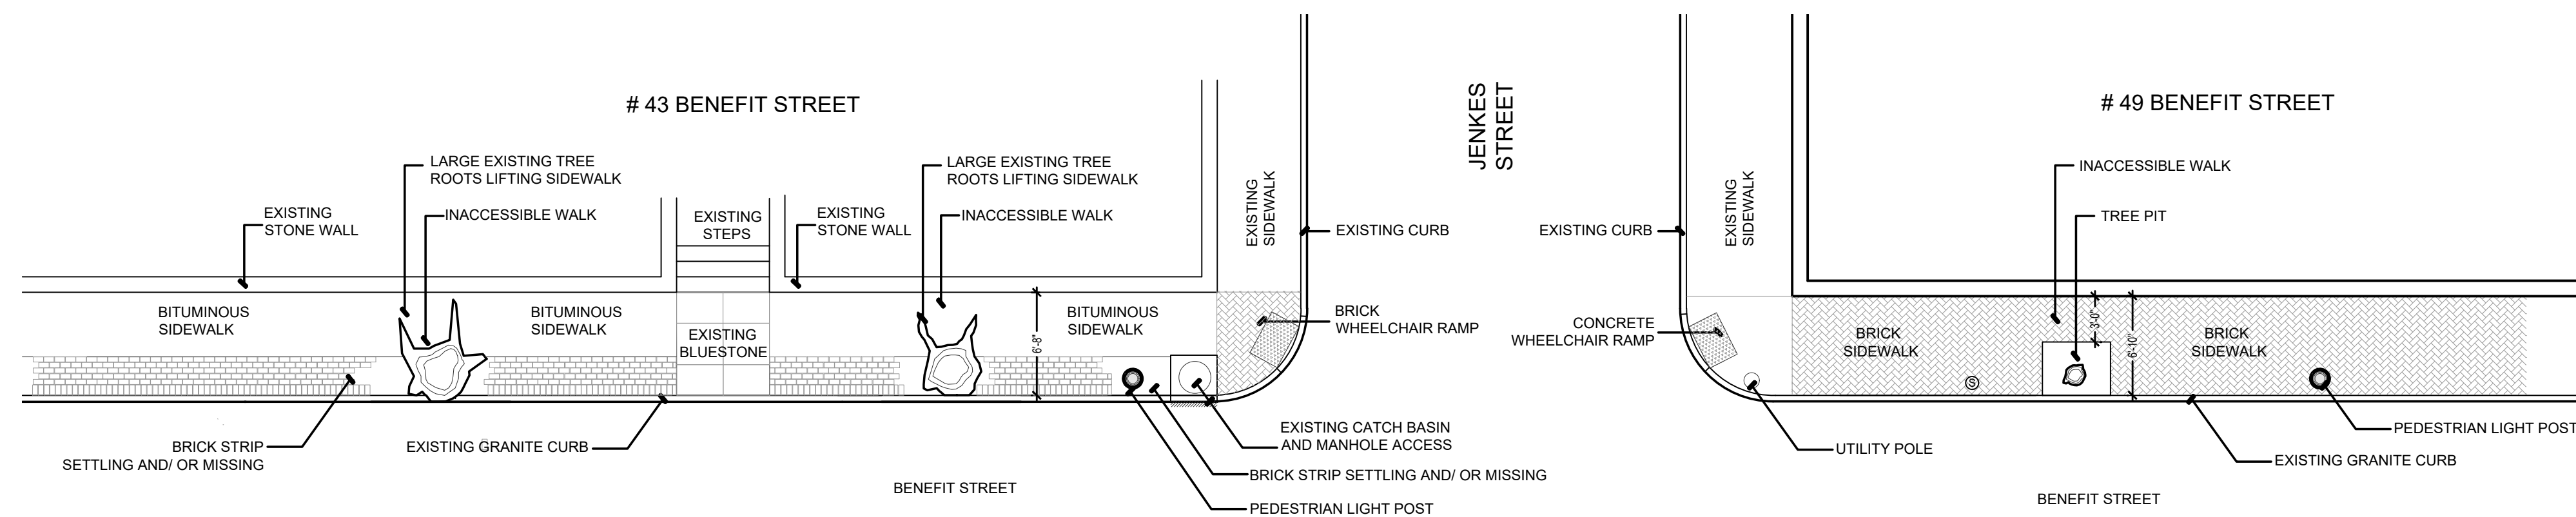 # 43 BENEFIT STREET
LARGE EXISTING TREE
ROOTS LIFTING SIDEWALK
EXISTING
STONE WALL
INACCESSIBLE WALK
EXISTING
STEPS
EXISTING
STONE WALL
LARGE EXISTING TREE
ROOTS LIFTING SIDEWALK
INACCESSIBLE WALK
EXISTING
SIDEWALK
EXISTING CURB
BITUMINOUS
SIDEWALK
BITUMINOUS
SIDEWALK
EXISTING
BLUESTONE
6'-8"
BITUMINOUS
SIDEWALK
BRICK
WHEELCHAIR RAMP
BRICK STRIP
SETTLING AND/ OR MISSING
EXISTING GRANITE CURB
EXISTING CATCH BASIN
AND MANHOLE ACCESS
BRICK STRIP SETTLING AND/ OR MISSING
PEDESTRIAN LIGHT POST
BENEFIT STREET
JENKES
STREET
# 49 BENEFIT STREET
EXISTING CURB
EXISTING
SIDEWALK
INACCESSIBLE WALK
TREE PIT
CONCRETE
WHEELCHAIR RAMP
BRICK
SIDEWALK
S
3'-0"
6'-10"
BRICK
SIDEWALK
UTILITY POLE
PEDESTRIAN LIGHT POST
EXISTING GRANITE CURB
BENEFIT STREET